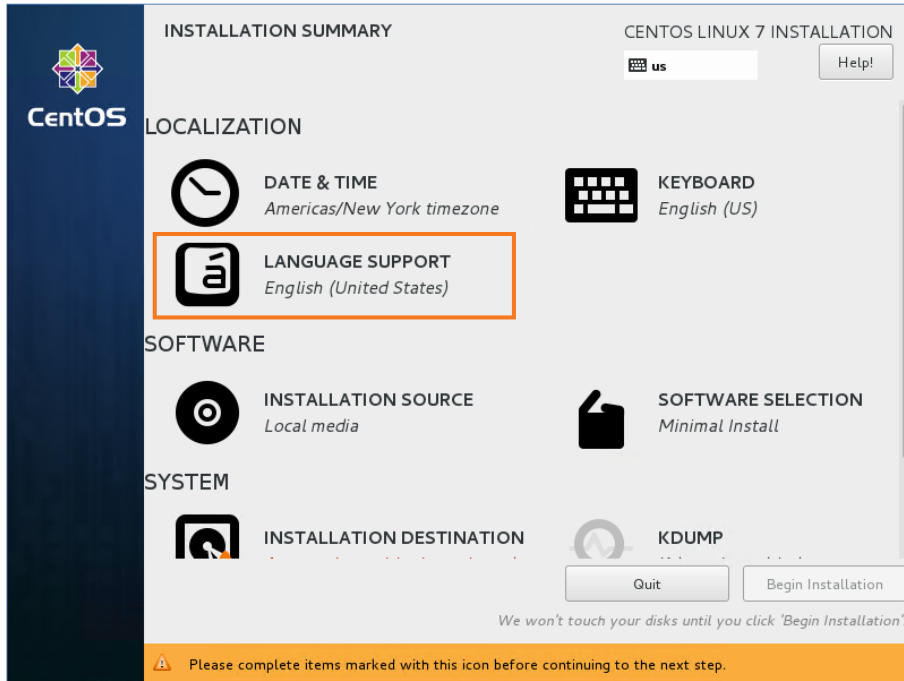 INSTALLATION SUMMARY
CENTOS LINUX 7 INSTALLATION
us
Help!
CentOS
LOCALIZATION
DATE & TIME
Americas/New York timezone
KEYBOARD
English (US)
á
LANGUAGE SUPPORT
English (United States)
SOFTWARE
INSTALLATION SOURCE
Local media
SOFTWARE SELECTION
Minimal Install
SYSTEM
INSTALLATION DESTINATION
KDUMP
Quit
Begin Installation
We won't touch your disks until you click 'Begin Installation'.
Please complete items marked with this icon before continuing to the next step.